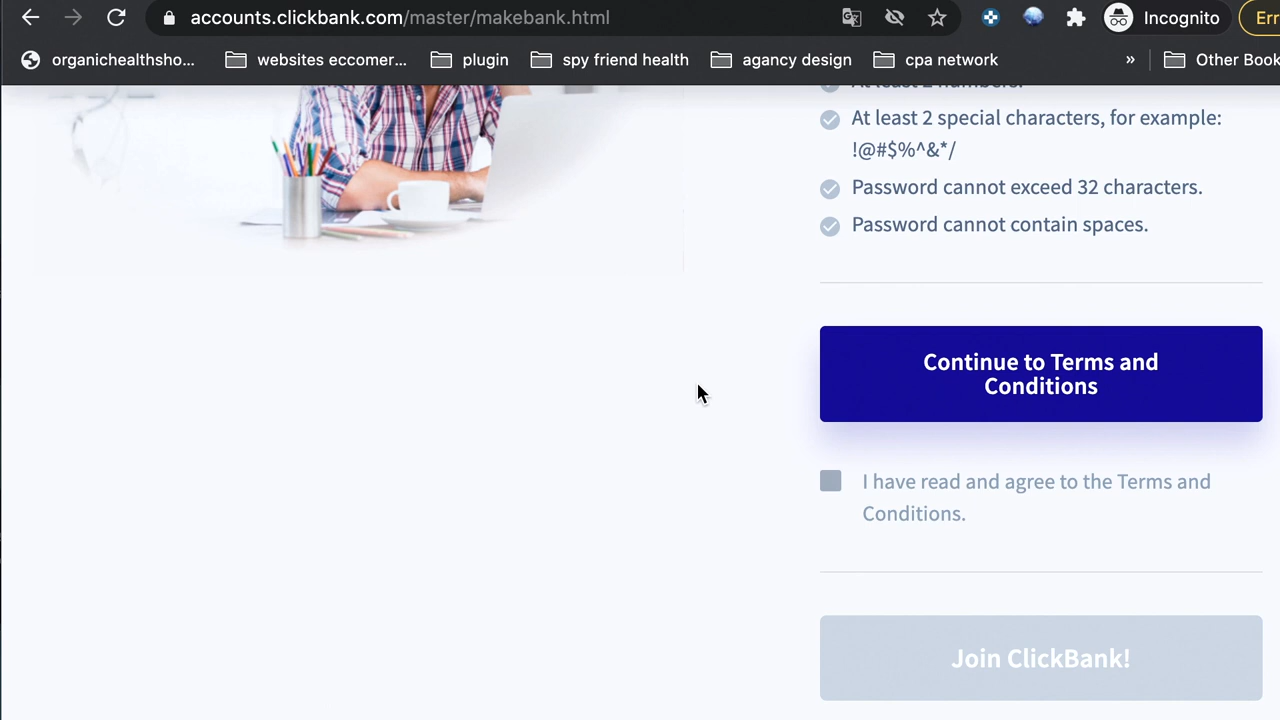 accounts.clickbank.com/master/makebank.html
Incognito
Err
organichealthsho...
websites eccomer...
plugin
spy friend health
agancy design
cpa network
»
Other Book
At least 2 numbers.
At least 2 special characters, for example:
!@#$%^&*/
Password cannot exceed 32 characters.
Password cannot contain spaces.
Continue to Terms and
Conditions
I have read and agree to the Terms and
Conditions.
Join ClickBank!